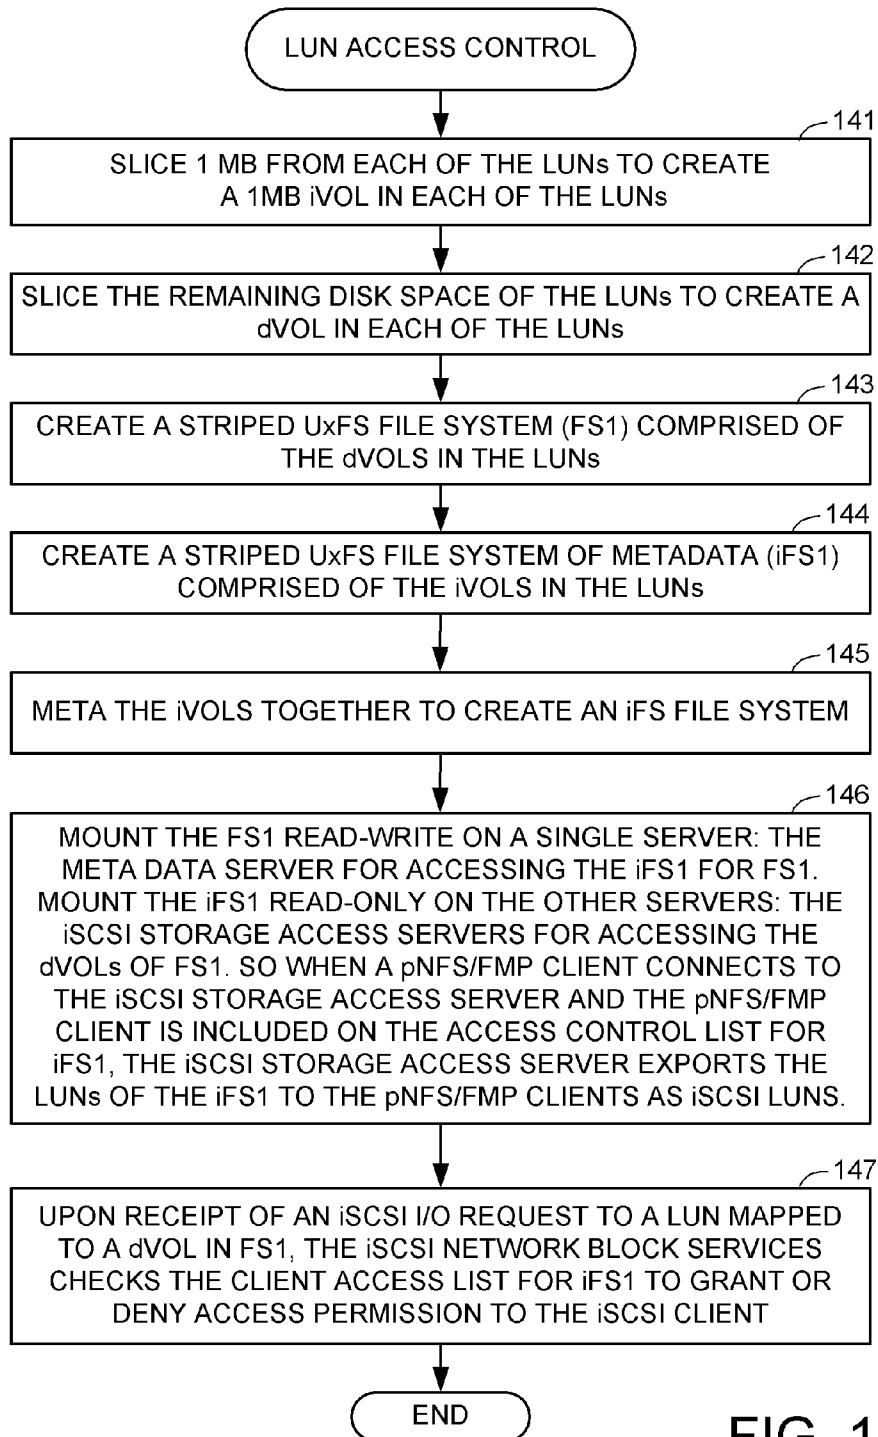 LUN ACCESS CONTROL
141
SLICE 1 MB FROM EACH OF THE LUNs TO CREATE
A 1MB iVOL IN EACH OF THE LUNs
142
SLICE THE REMAINING DISK SPACE OF THE LUNs TO CREATE A
dVOL IN EACH OF THE LUNs
143
CREATE A STRIPED UxFS FILE SYSTEM (FS1) COMPRISED OF
THE dVOLS IN THE LUNs
144
CREATE A STRIPED UxFS FILE SYSTEM OF METADATA (iFS1)
COMPRISED OF THE iVOLS IN THE LUNs
145
META THE iVOLS TOGETHER TO CREATE AN iFS FILE SYSTEM
146
MOUNT THE FS1 READ-WRITE ON A SINGLE SERVER: THE
META DATA SERVER FOR ACCESSING THE iFS1 FOR FS1.
MOUNT THE iFS1 READ-ONLY ON THE OTHER SERVERS: THE
iSCSI STORAGE ACCESS SERVERS FOR ACCESSING THE
dVOLs OF FS1. SO WHEN A pNFS/FMP CLIENT CONNECTS TO
THE iSCSI STORAGE ACCESS SERVER AND THE pNFS/FMP
CLIENT IS INCLUDED ON THE ACCESS CONTROL LIST FOR
iFS1, THE iSCSI STORAGE ACCESS SERVER EXPORTS THE
LUNs OF THE iFS1 TO THE pNFS/FMP CLIENTS AS iSCSI LUNS.
147
UPON RECEIPT OF AN iSCSI I/O REQUEST TO A LUN MAPPED
TO A dVOL IN FS1, THE iSCSI NETWORK BLOCK SERVICES
CHECKS THE CLIENT ACCESS LIST FOR iFS1 TO GRANT OR
DENY ACCESS PERMISSION TO THE iSCSI CLIENT
END
FIG. 1